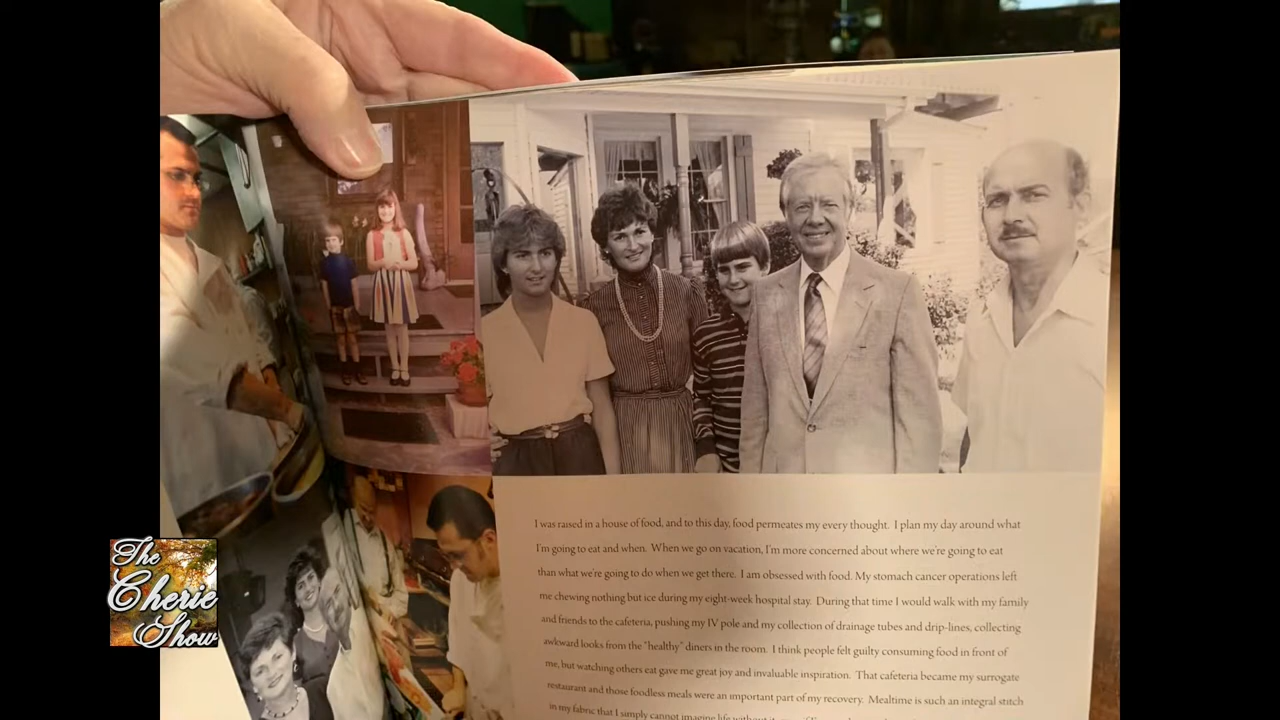 The
Cherie
Show
I was raised in a house of food, and to this day, food permeates my every thought. I plan my day around what
I'm going to eat and when. When we go on vacation, I'm more concerned about where we're going to eat
than what we're going to do when we get there. I am obsessed with food. My stomach cancer operations left
me chewing nothing but ice during my eight-week hospital stay. During that time I would walk with my family
and friends to the cafeteria, pushing my IV pole and my collection of drainage tubes and drip-lines, collecting
awkward looks from the "healthy" diners in the room. I think people felt guilty consuming food in front of
me, but watching others eat gave me great joy and invaluable inspiration. That cafeteria became my surrogate
restaurant and those foodless meals were an important part of my recovery. Mealtime is such an integral stitch
in my fabric that I simply cannot imagine life without it